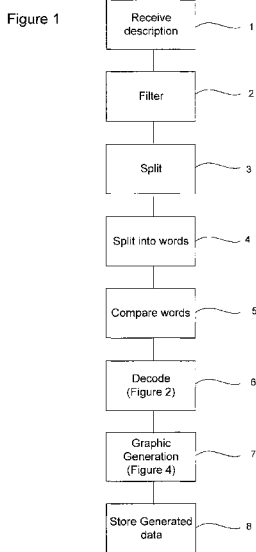 Figure 1
Receive
description
1
Filter
2
Split
3
Split into words
4
Compare words
5
Decode
(Figure 2)
6
Graphic
Generation
(Figure 4)
7
Store Generated
data
8